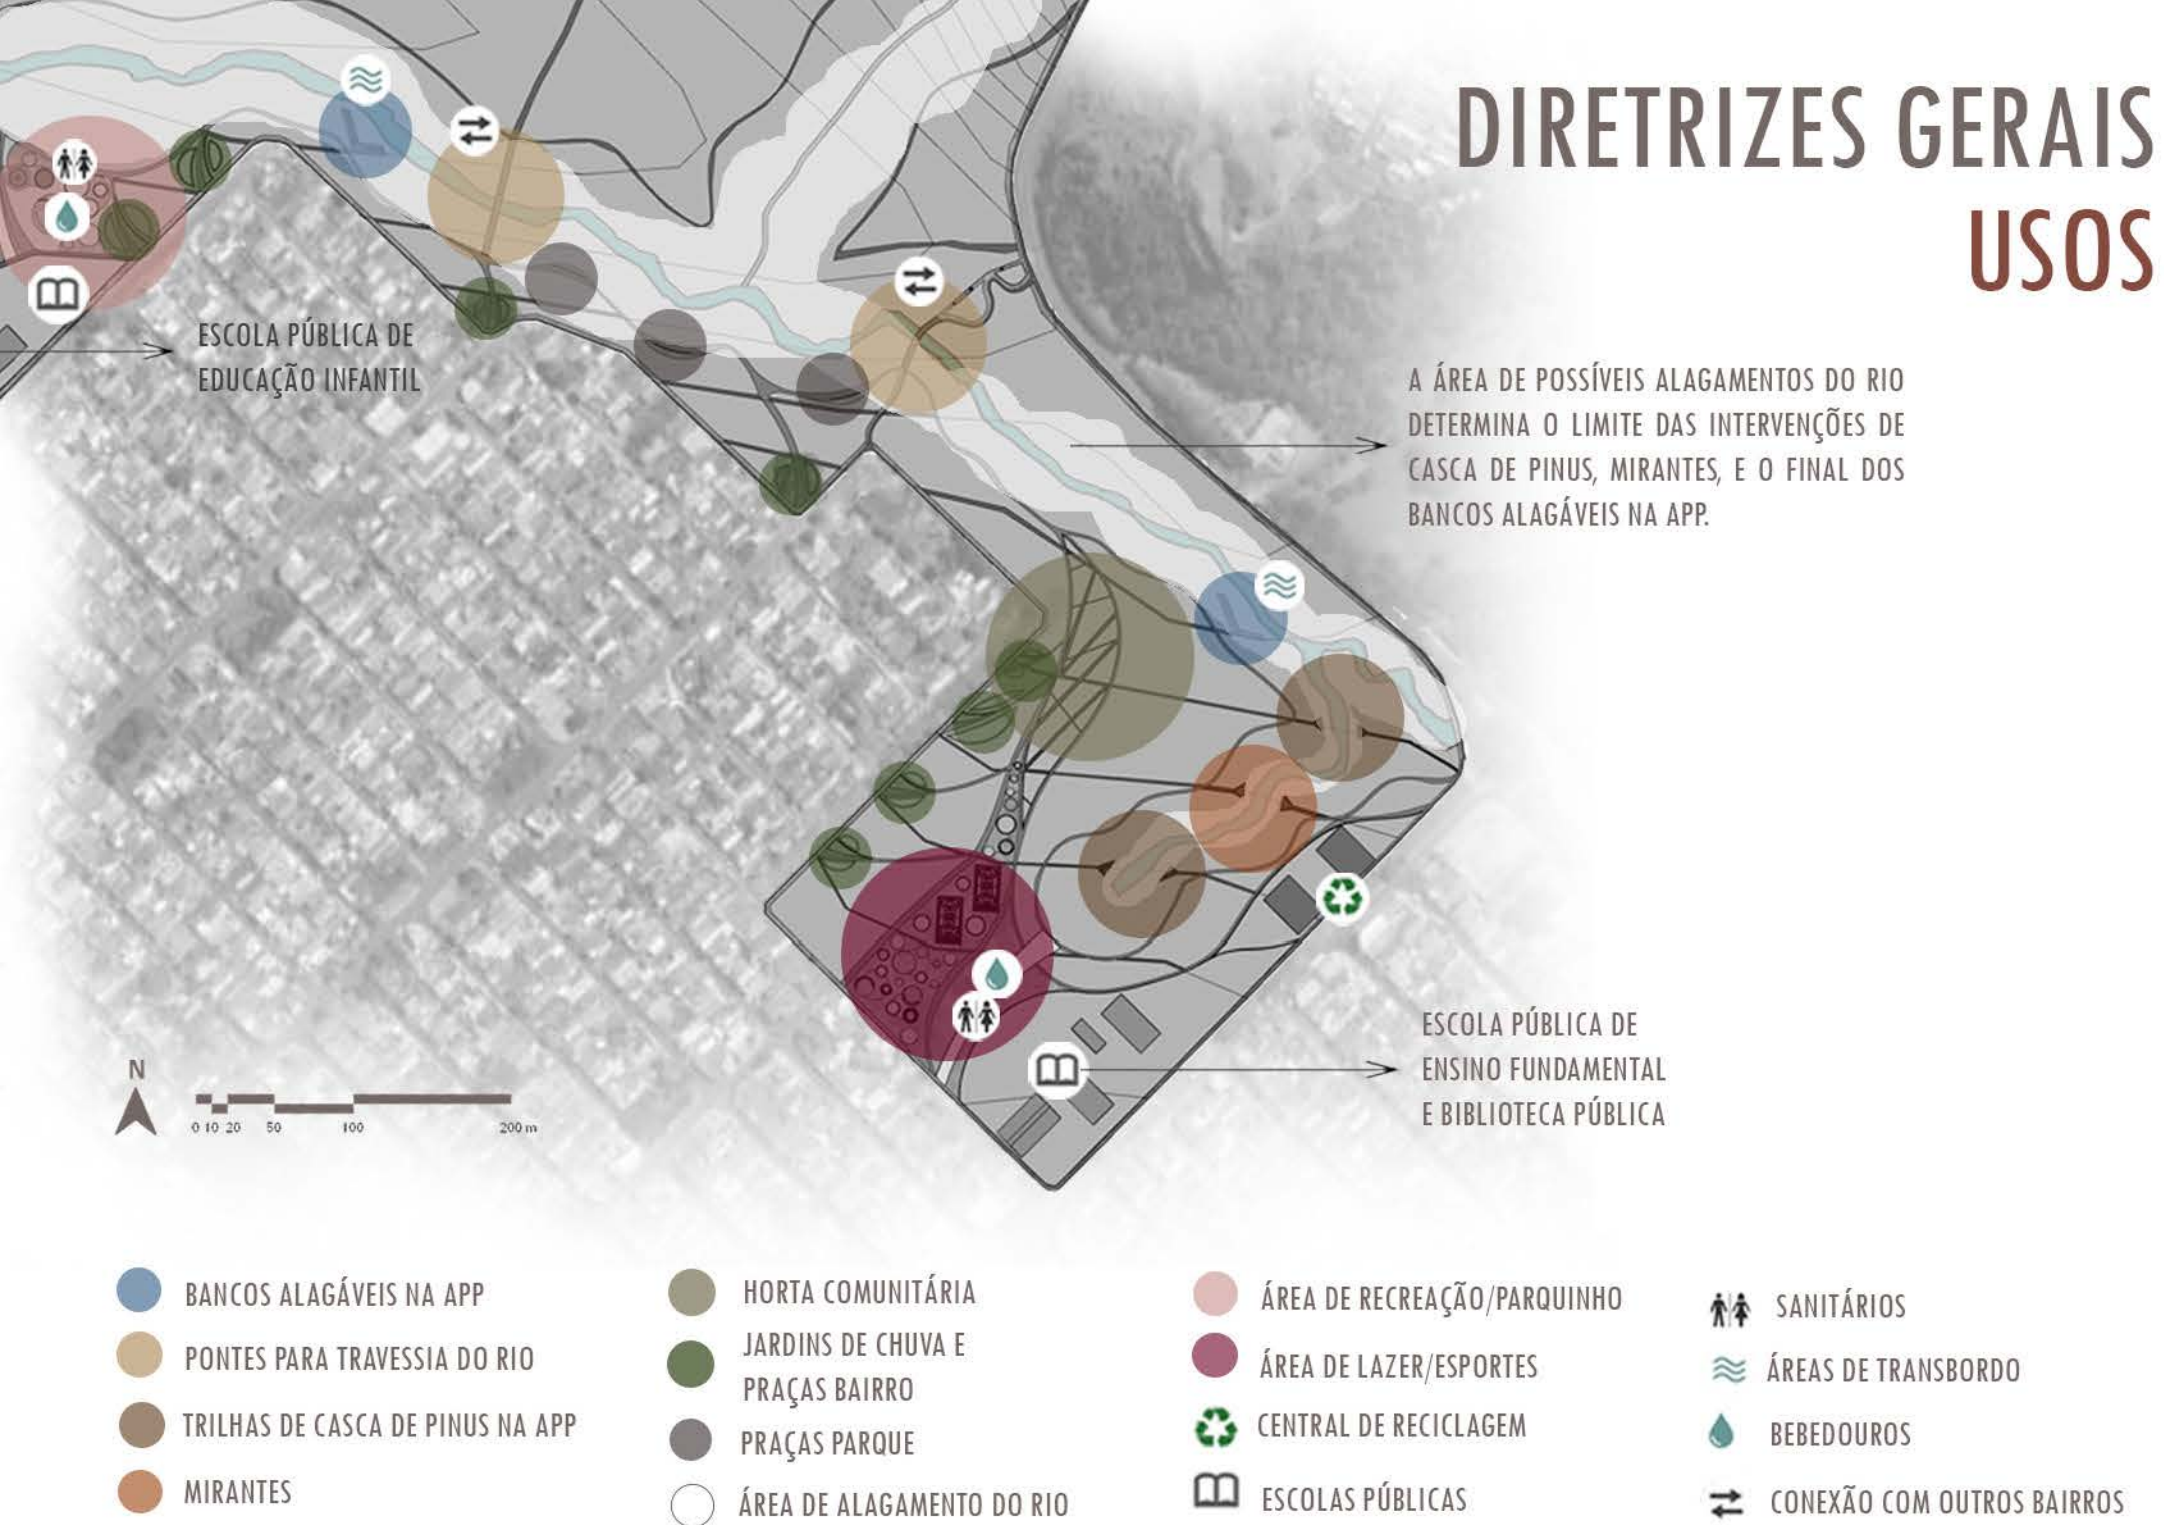 DIRETRIZES GERAIS
USOS
ESCOLA PÚBLICA DE
EDUCAÇÃO INFANTIL
A ÁREA DE POSSÍVEIS ALAGAMENTOS DO RIO
DETERMINA O LIMITE DAS INTERVENÇÕES DE
CASCA DE PINUS, MIRANTES, E O FINAL DOS
BANCOS ALAGÁVEIS NA APP.
ESCOLA PÚBLICA DE
ENSINO FUNDAMENTAL
E BIBLIOTECA PÚBLICA
N
0 10 20 50 100 200 m
BANCOS ALAGÁVEIS NA APP
PONTES PARA TRAVESSIA DO RIO
TRILHAS DE CASCA DE PINUS NA APP
MIRANTES
HORTA COMUNITÁRIA
JARDINS DE CHUVA E
PRAÇAS BAIRRO
PRAÇAS PARQUE
ÁREA DE ALAGAMENTO DO RIO
ÁREA DE RECREAÇÃO/PARQUINHO
ÁREA DE LAZER/ESPORTES
CENTRAL DE RECICLAGEM
ESCOLAS PÚBLICAS
SANITÁRIOS
ÁREAS DE TRANSBORDO
BEBEDOUROS
CONEXÃO COM OUTROS BAIRROS